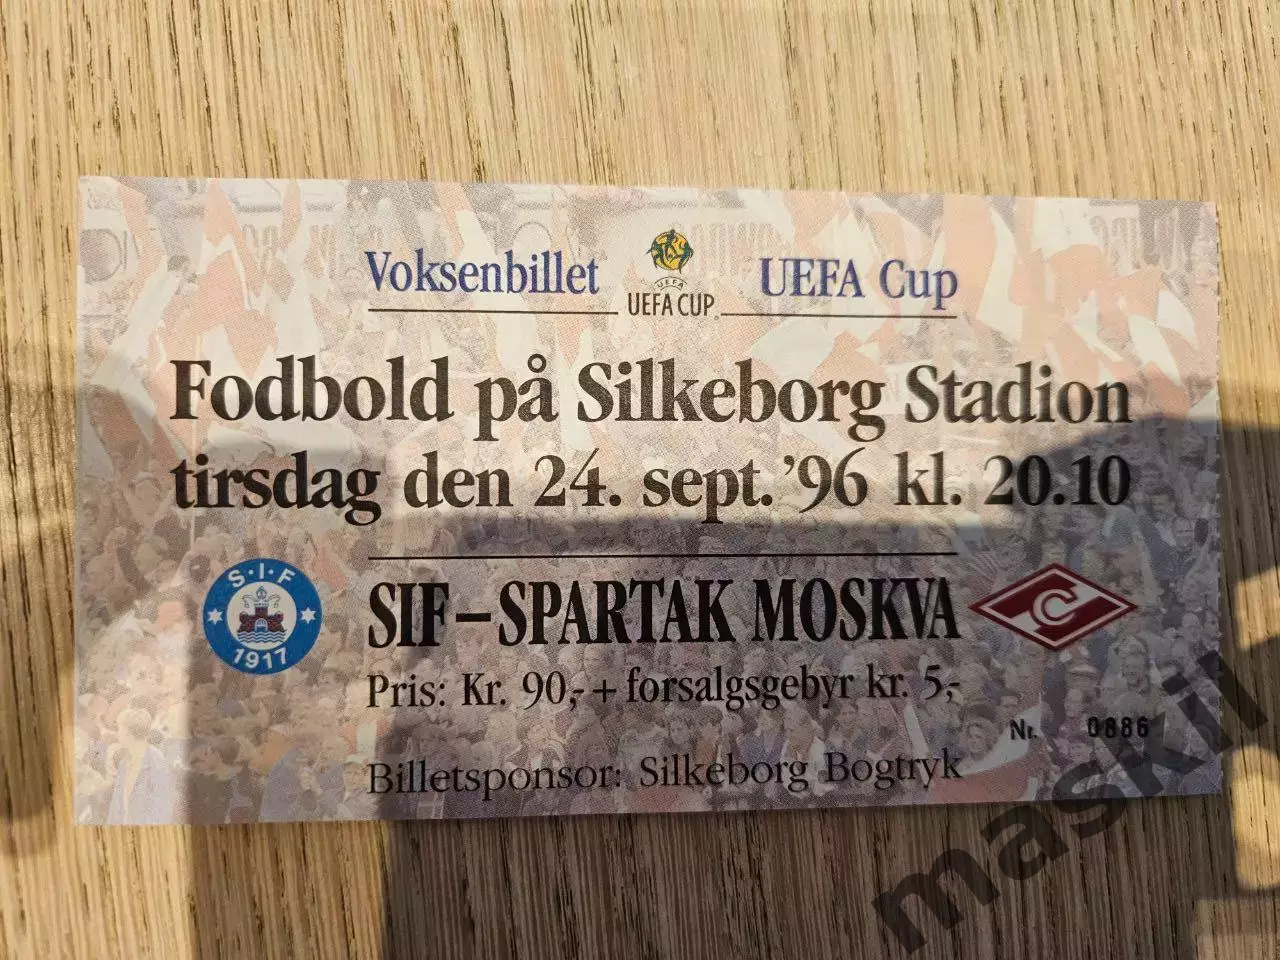 Voksenbillet UEFA UEFA CUP UEFA Cup
Fodbold på Silkeborg Stadion
tirsdag den 24. sept. '96 kl. 20.10
S·I·F
1917
SIF–SPARTAK MOSKVA
C
Pris: Kr. 90,- + forsalgsgebyr kr. 5,-
Nr. 0886
Billetsponsor: Silkeborg Bogtryk
maskil